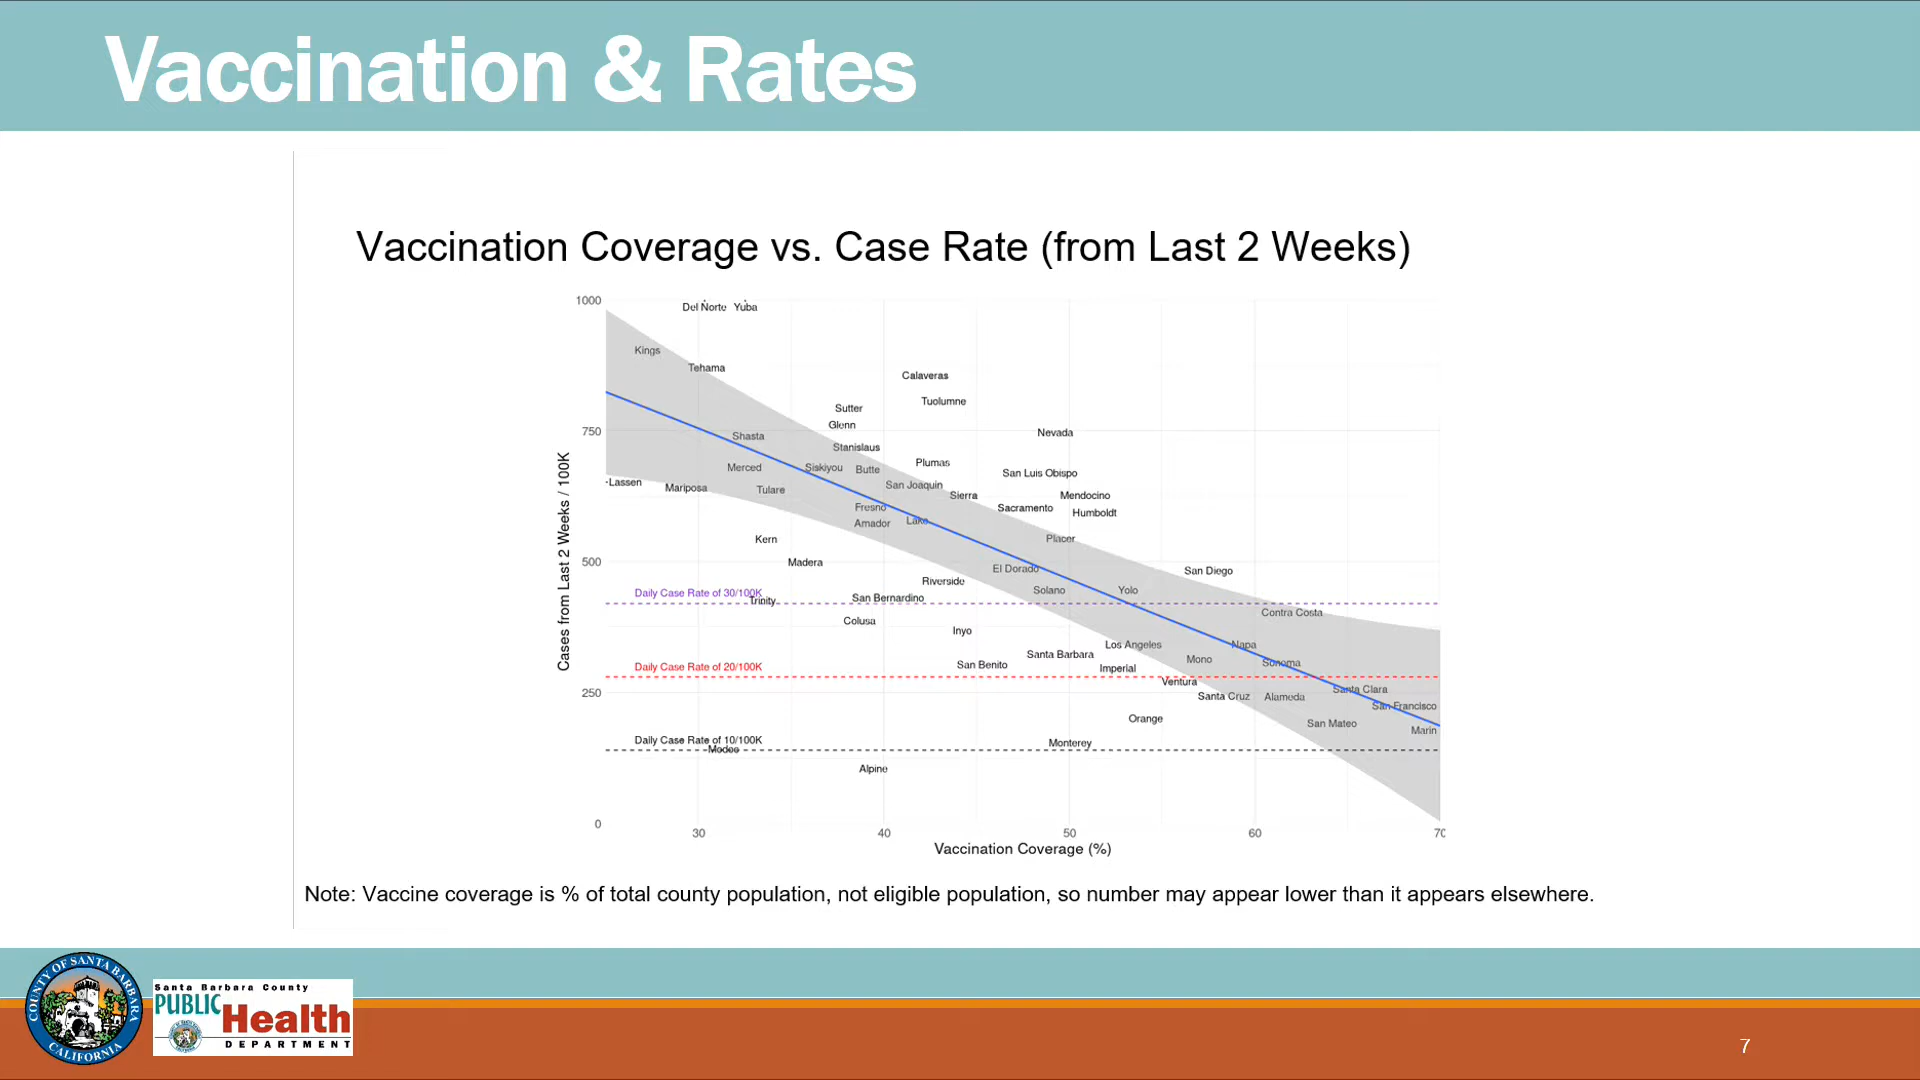 Vaccination & Rates
Vaccination Coverage vs. Case Rate (from Last 2 Weeks)
1000
Del Norte Yuba
Kings
Tehama
Calaveras
Tuolumne
Sutter
Glenn
750
Nevada
Shasta
Stanislaus
Plumas
Merced
Siskiyou
Butte
San Luis Obispo
Lassen
Mariposa
Tulare
San Joaquin
Sierra
Mendocino
Fresno
Sacramento
Humboldt
Amador
Lake
Kern
Placer
500
Madera
El Dorado
San Diego
Riverside
Solano
Yolo
Daily Case Rate of 30/100K
Trinity
San Bernardino
Contra Costa
Colusa
Inyo
Los Angeles
Napa
Santa Barbara
Mono
Sonoma
Daily Case Rate of 20/100K
San Benito
Imperial
Ventura
250
Santa Cruz
Alameda
Santa Clara
San Francisco
Orange
San Mateo
Marin
Daily Case Rate of 10/100K
Modoc
Monterey
Alpine
0
30
40
50
60
70
Cases from Last 2 Weeks / 100K
Vaccination Coverage (%)
Note: Vaccine coverage is % of total county population, not eligible population, so number may appear lower than it appears elsewhere.
COUNTY OF SANTA BARBARA
CALIFORNIA
Santa Barbara County
PUBLIC
Health
DEPARTMENT
7